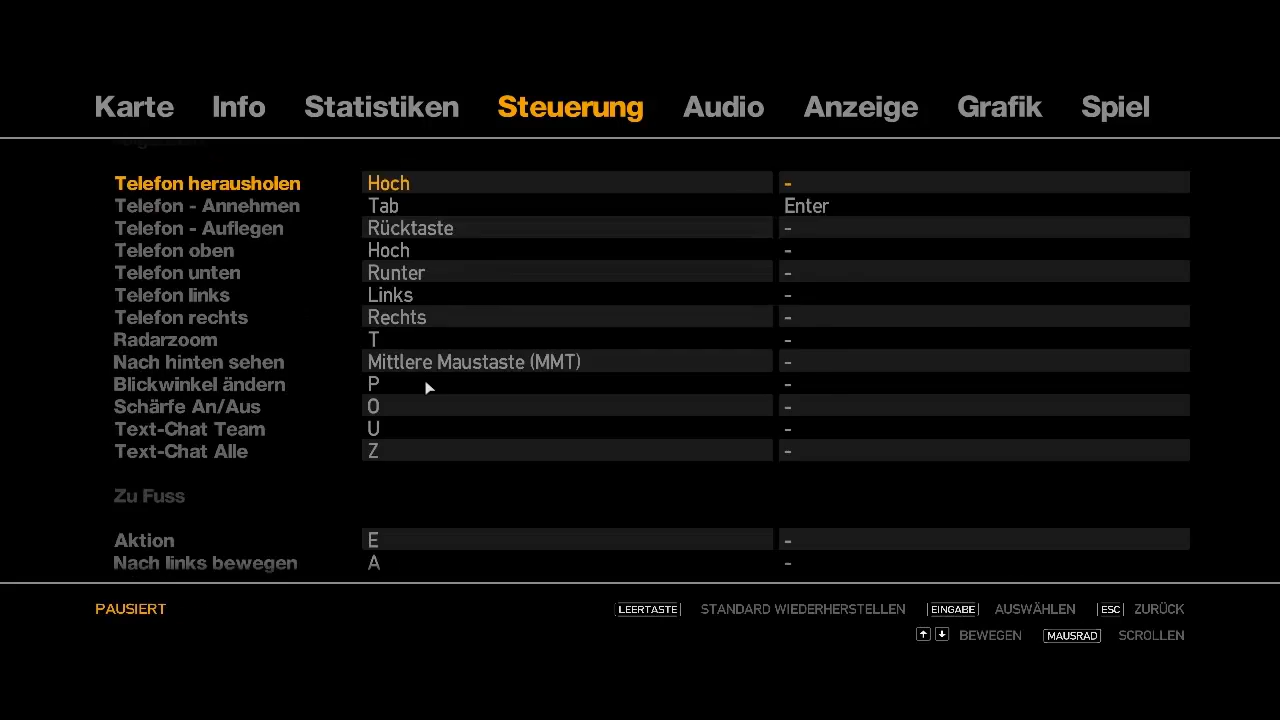 Karte Info Statistiken Steuerung Audio Anzeige Grafik Spiel
Telefon herausholen Hoch -
Telefon - Annehmen Tab Enter
Telefon - Auflegen Rücktaste -
Telefon oben Hoch -
Telefon unten Runter -
Telefon links Links -
Telefon rechts Rechts -
Radarzoom T -
Nach hinten sehen Mittlere Maustaste (MMT) -
Blickwinkel ändern P -
Schärfe An/Aus O -
Text-Chat Team U -
Text-Chat Alle Z -
Zu Fuss
Aktion E -
Nach links bewegen A -
PAUSIERT LEERTASTE STANDARD WIEDERHERSTELLEN EINGABE AUSWÄHLEN ESC ZURÜCK
↑ ↓ BEWEGEN MAUSRAD SCROLLEN